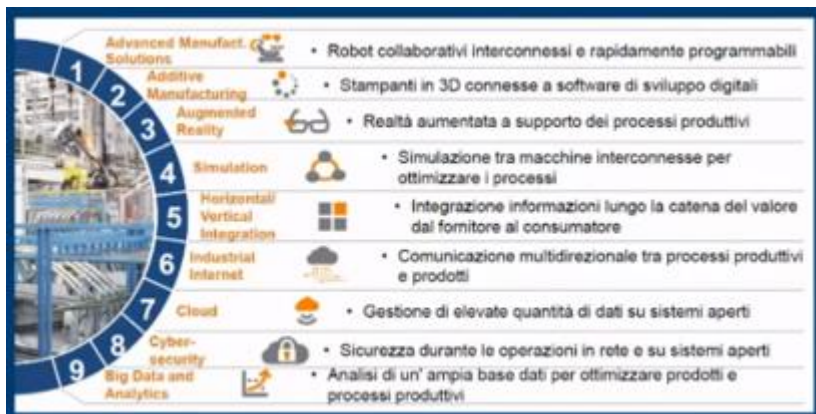 1
Advanced Manufact.
Solutions
• Robot collaborativi interconnessi e rapidamente programmabili
2
Additive
Manufacturing
• Stampanti in 3D connesse a software di sviluppo digitali
3
Augmented
Reality
• Realtà aumentata a supporto dei processi produttivi
4
Simulation
• Simulazione tra macchine interconnesse per
ottimizzare i processi
5
Horizontal/
Vertical
Integration
• Integrazione informazioni lungo la catena del valore
dal fornitore al consumatore
6
Industrial
Internet
• Comunicazione multidirezionale tra processi produttivi
e prodotti
7
Cloud
• Gestione di elevate quantità di dati su sistemi aperti
8
Cyber-
security
• Sicurezza durante le operazioni in rete e su sistemi aperti
9
Big Data and
Analytics
• Analisi di un' ampia base dati per ottimizzare prodotti e
processi produttivi